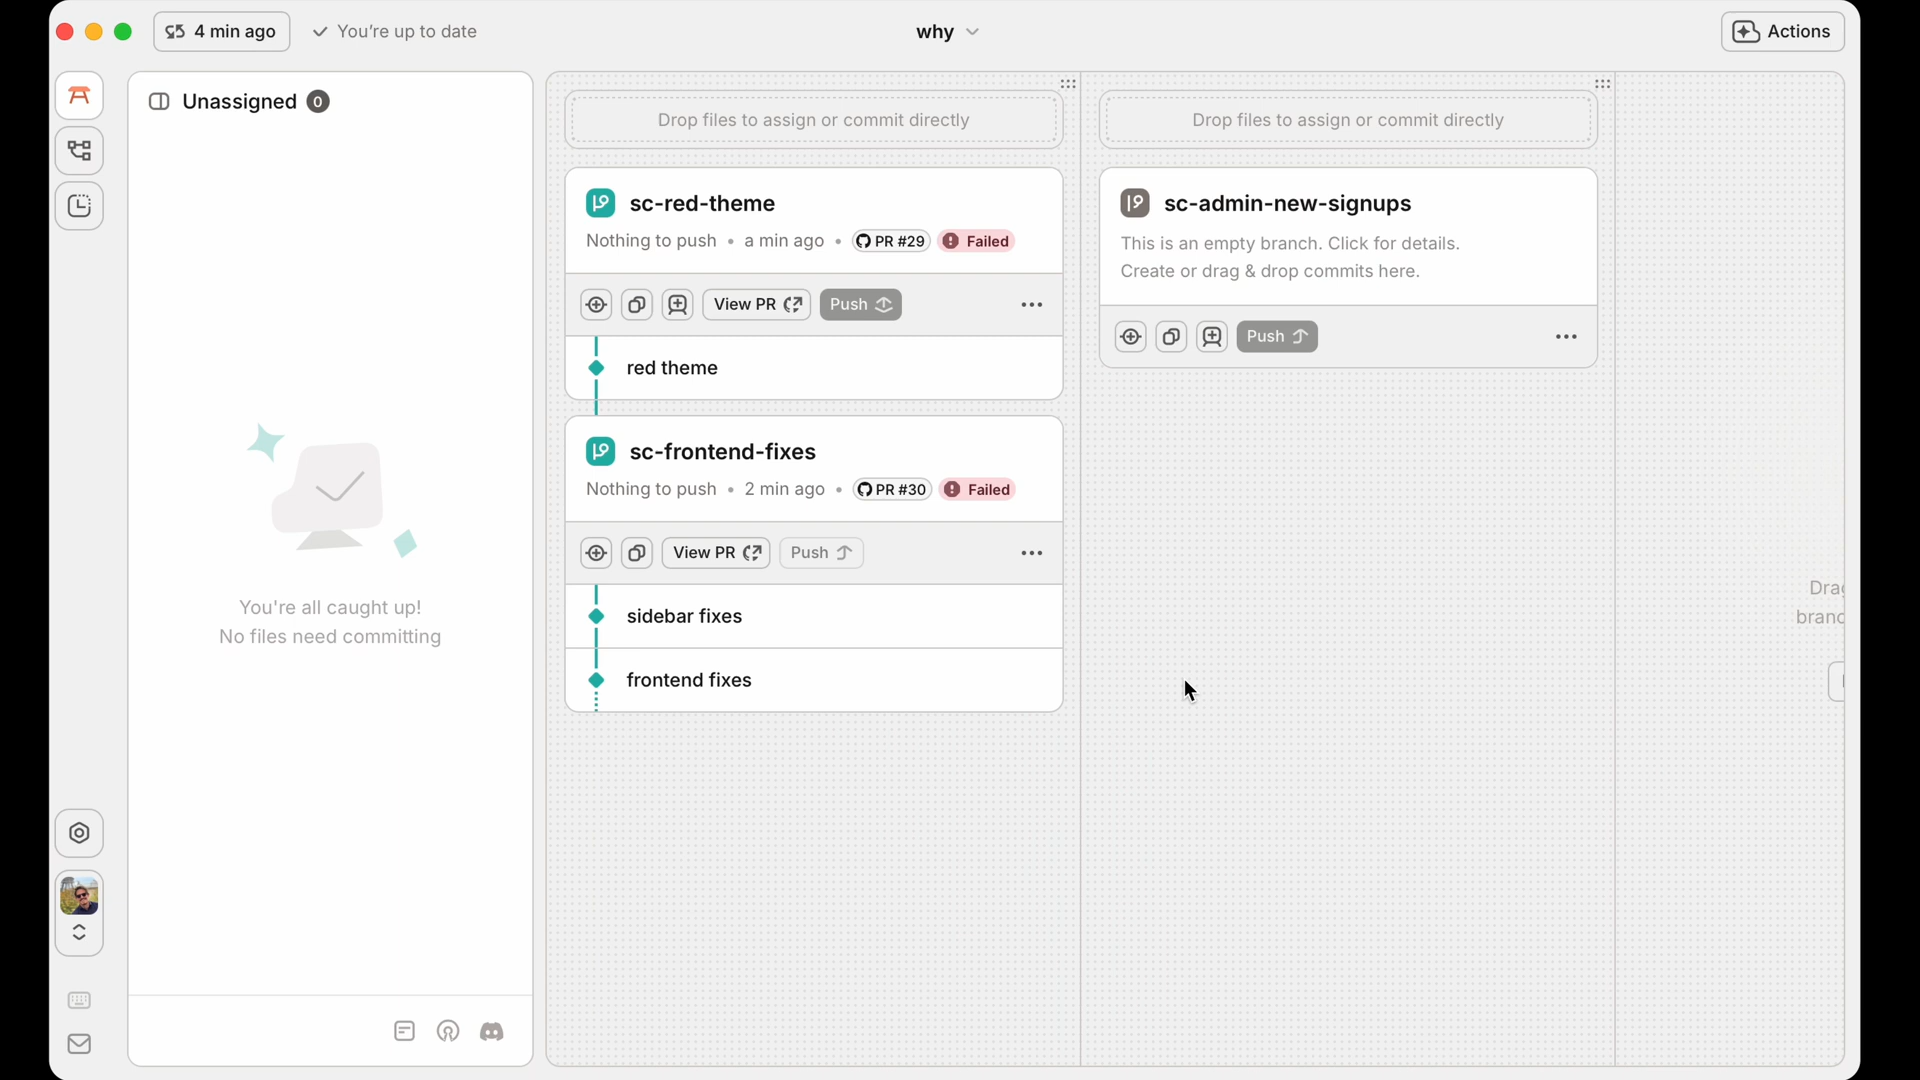 4 min ago
You're up to date
why
Actions
Unassigned 0
You're all caught up!
No files need committing
Drop files to assign or commit directly
sc-red-theme
Nothing to push • a min ago • PR #29 Failed
View PR
Push
red theme
sc-frontend-fixes
Nothing to push • 2 min ago • PR #30 Failed
View PR
Push
sidebar fixes
frontend fixes
Drop files to assign or commit directly
sc-admin-new-signups
This is an empty branch. Click for details.
Create or drag & drop commits here.
Push